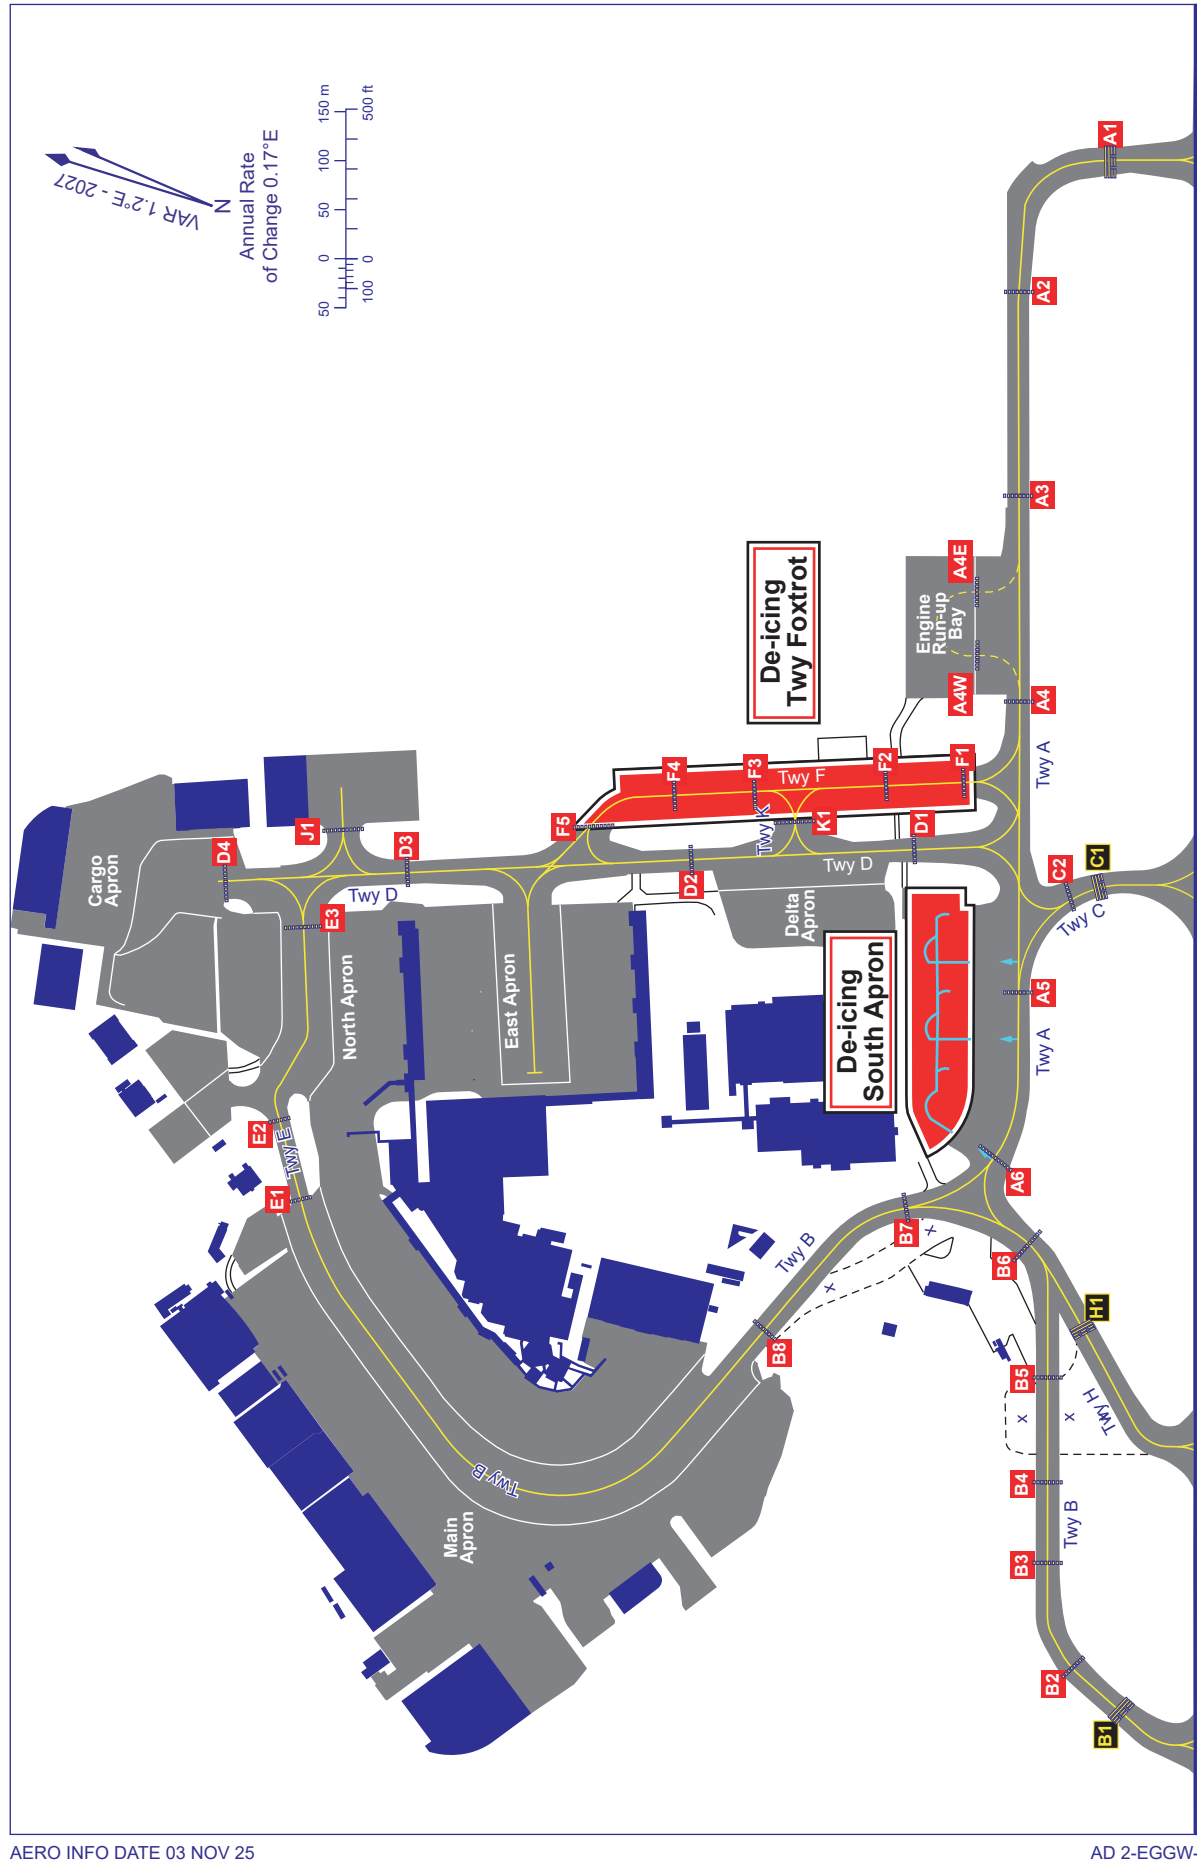 VAR 1.2°E - 2027
N
Annual Rate
of Change 0.17°E
50
0
50
100
150 m
100
0
500 ft
A1
A2
A3
A4E
Engine
Run-up
Bay
A4W
A4
Twy A
De-icing
Twy Foxtrot
F5
F4
F3
Twy F
F2
F1
Twy K
K1
J1
D4
D3
Twy D
D2
Twy D
D1
Cargo
Apron
E3
North Apron
East Apron
Delta
Apron
De-icing
South Apron
C2
C1
Twy C
A5
Twy A
A6
E2
Twy E
E1
B7
B6
Twy B
B8
x
x
H1
Twy H
B5
x
x
x
B4
Twy B
B3
B2
B1
Twy B
Main
Apron
AERO INFO DATE 03 NOV 25
AD 2-EGGW-